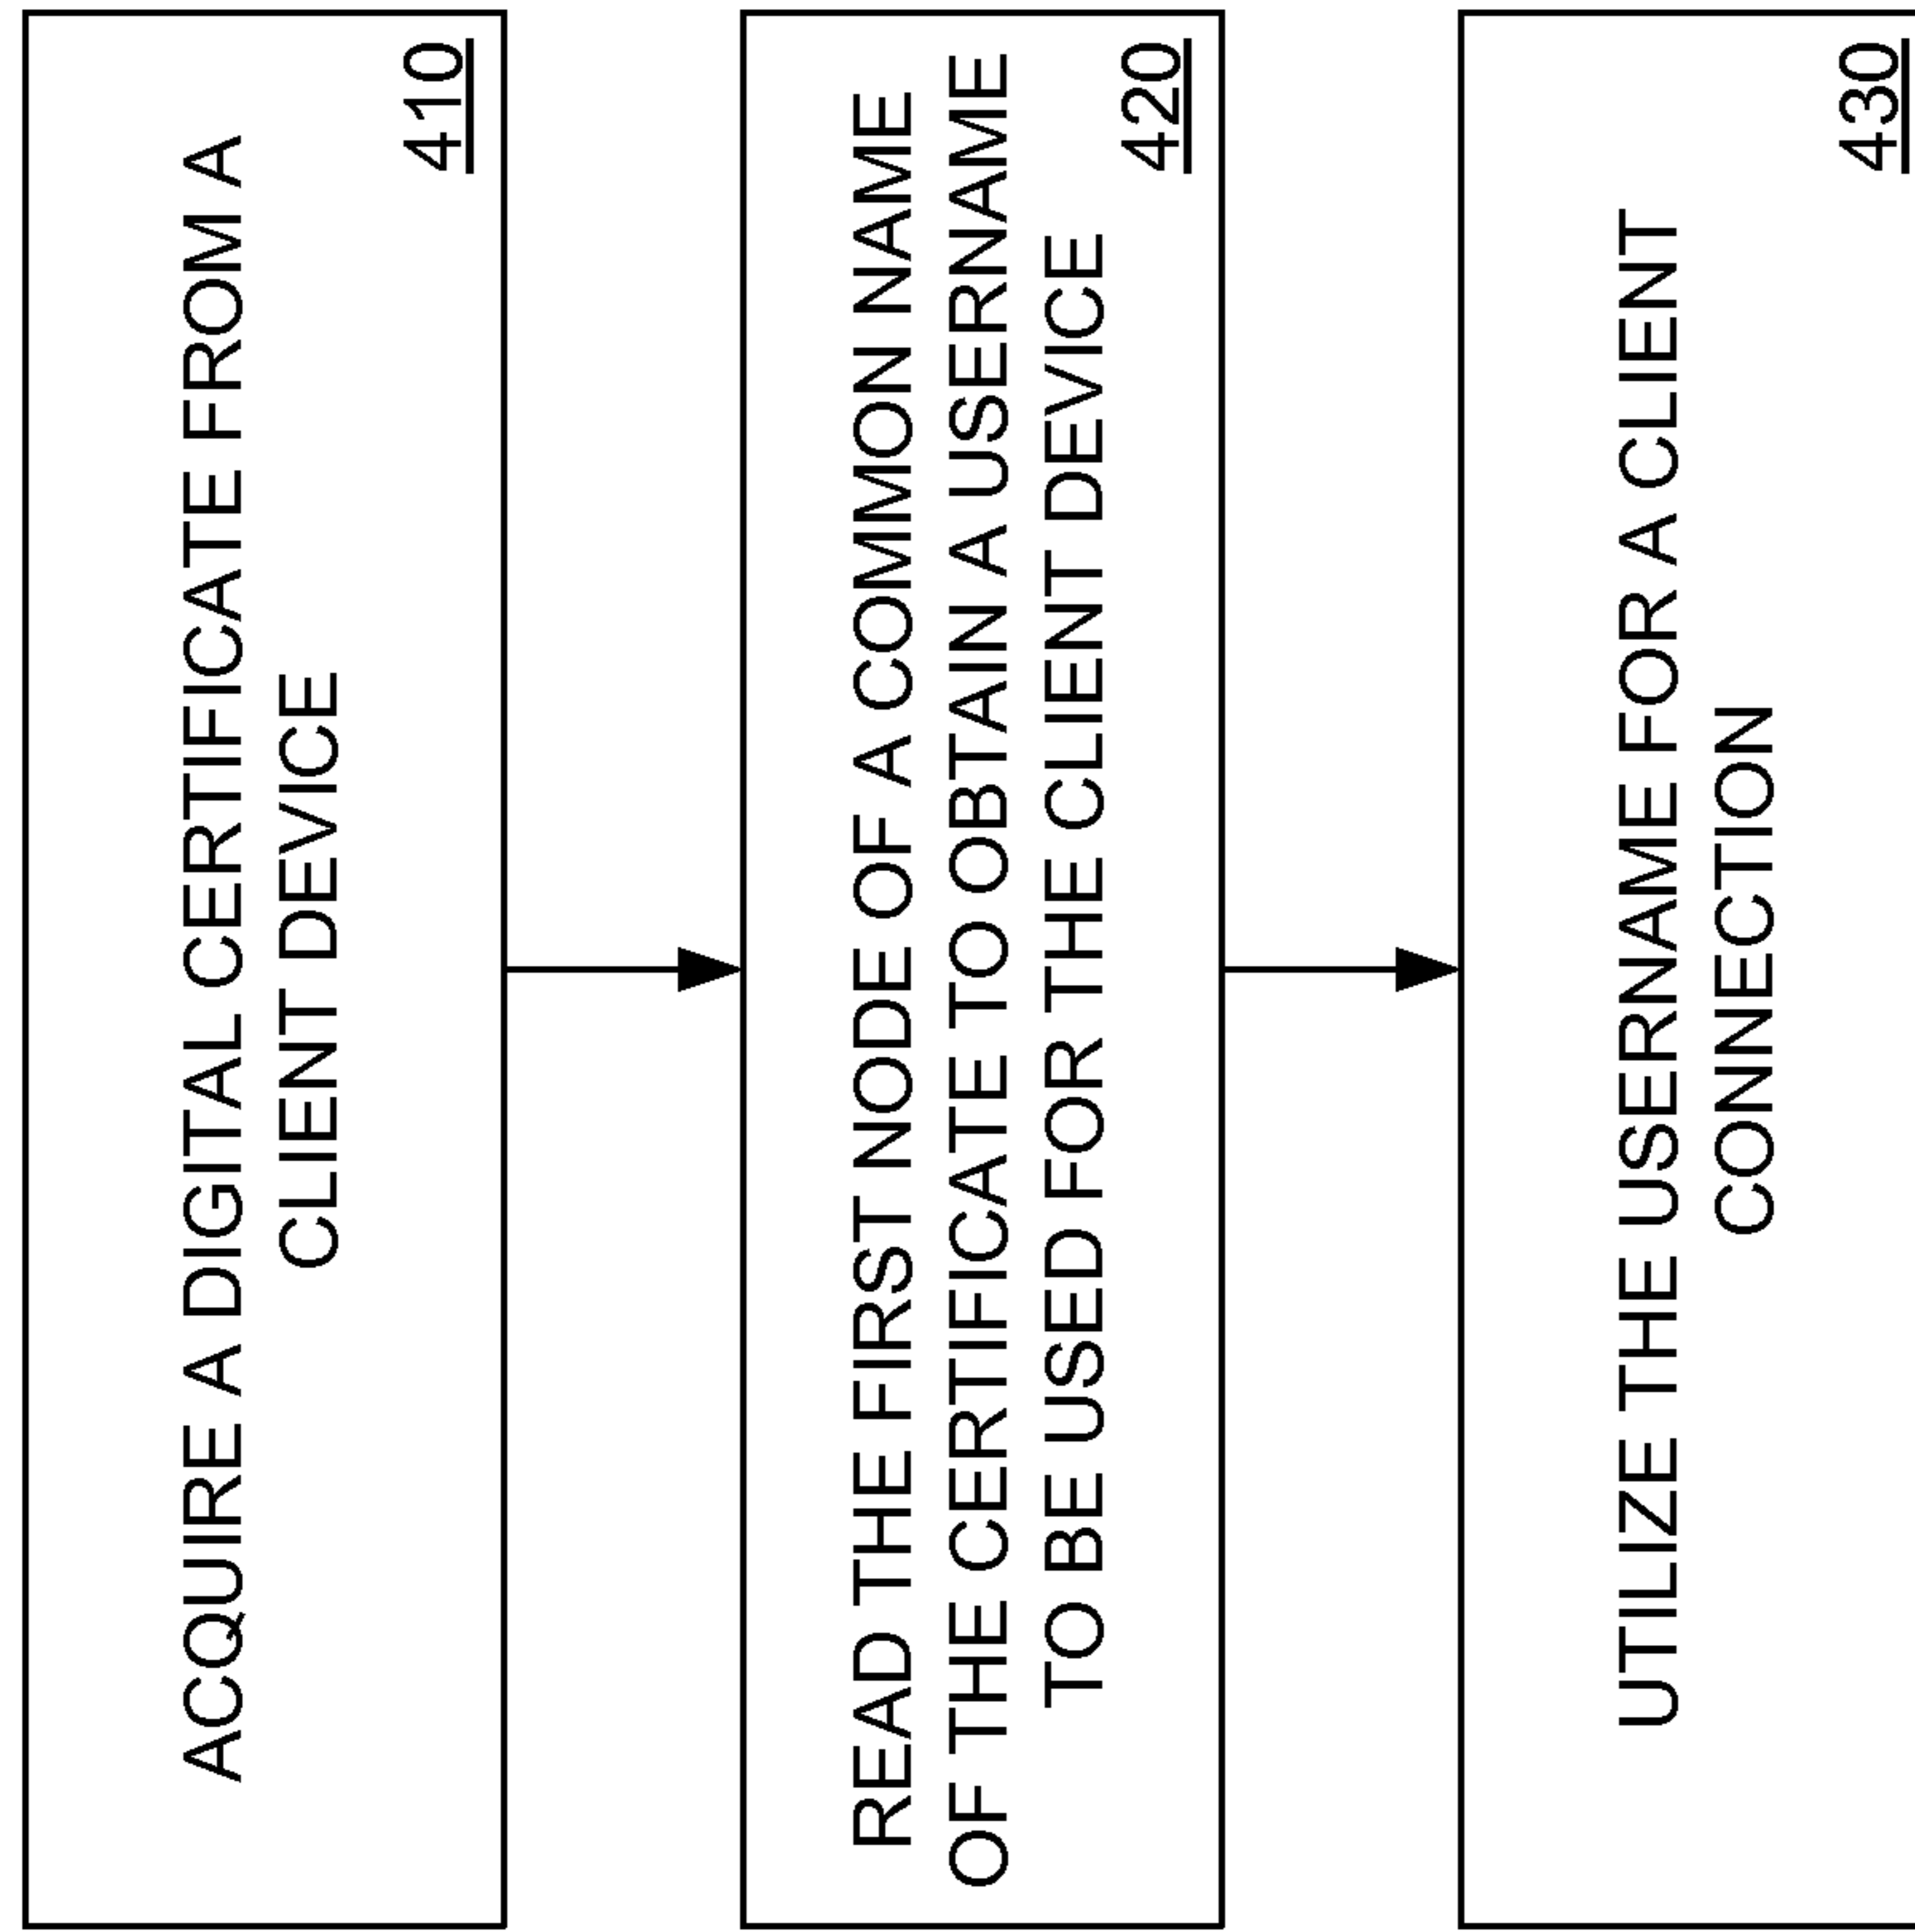 ACQUIRE A DIGITAL CERTIFICATE FROM A
CLIENT DEVICE
410
READ THE FIRST NODE OF A COMMON NAME
OF THE CERTIFICATE TO OBTAIN A USERNAME
TO BE USED FOR THE CLIENT DEVICE
420
UTILIZE THE USERNAME FOR A CLIENT
CONNECTION
430